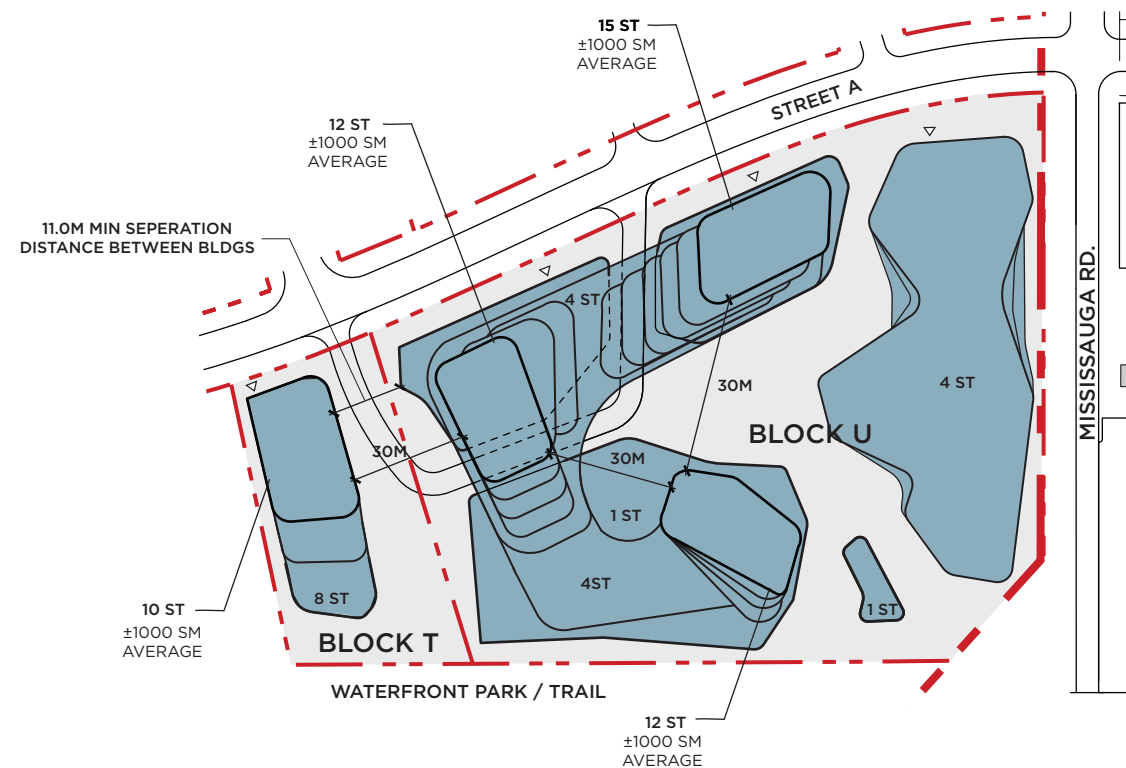 15 ST
±1000 SM
AVERAGE
STREET A
12 ST
±1000 SM
AVERAGE
11.0M MIN SEPERATION
DISTANCE BETWEEN BLDGS
4 ST
MISSISSAUGA RD.
30M
4 ST
BLOCK U
30M
30M
1 ST
4ST
8 ST
1 ST
10 ST
±1000 SM
AVERAGE
BLOCK T
WATERFRONT PARK / TRAIL
12 ST
±1000 SM
AVERAGE